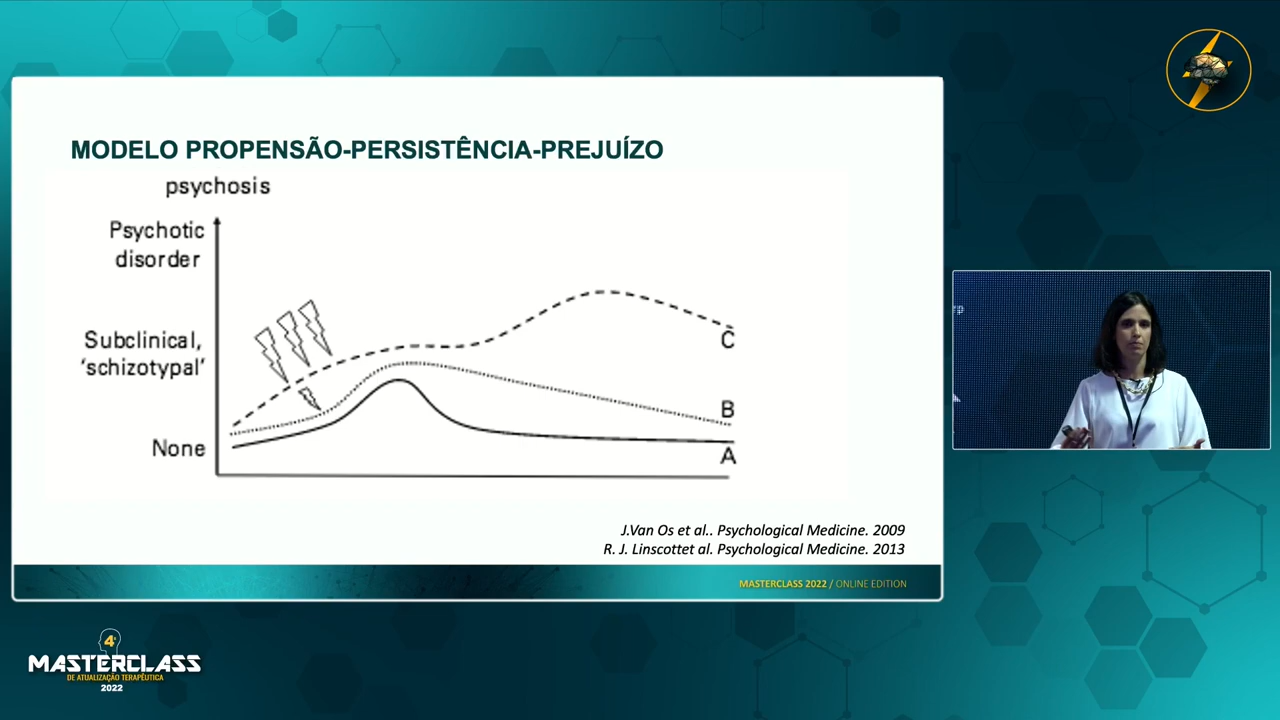 MODELO PROPENSÃO-PERSISTÊNCIA-PREJUÍZO
psychosis
Psychotic
disorder
Subclinical,
‘schizotypal’
None
C
B
A
J.Van Os et al.. Psychological Medicine. 2009
R. J. Linscottet al. Psychological Medicine. 2013
MASTERCLASS 2022 / ONLINE EDITION
4ª
MASTERCLASS
DE ATUALIZAÇÃO TERAPÊUTICA
2022